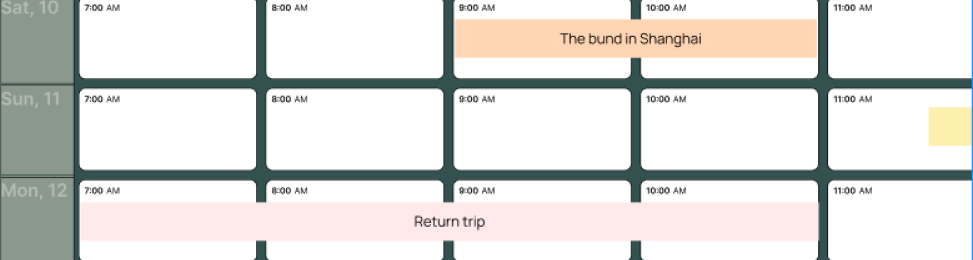 Sat, 10
7:00 AM
8:00 AM
9:00 AM
10:00 AM
11:00 AM
The bund in Shanghai
Sun, 11
7:00 AM
8:00 AM
9:00 AM
10:00 AM
11:00 AM
Mon, 12
7:00 AM
8:00 AM
9:00 AM
10:00 AM
11:00 AM
Return trip